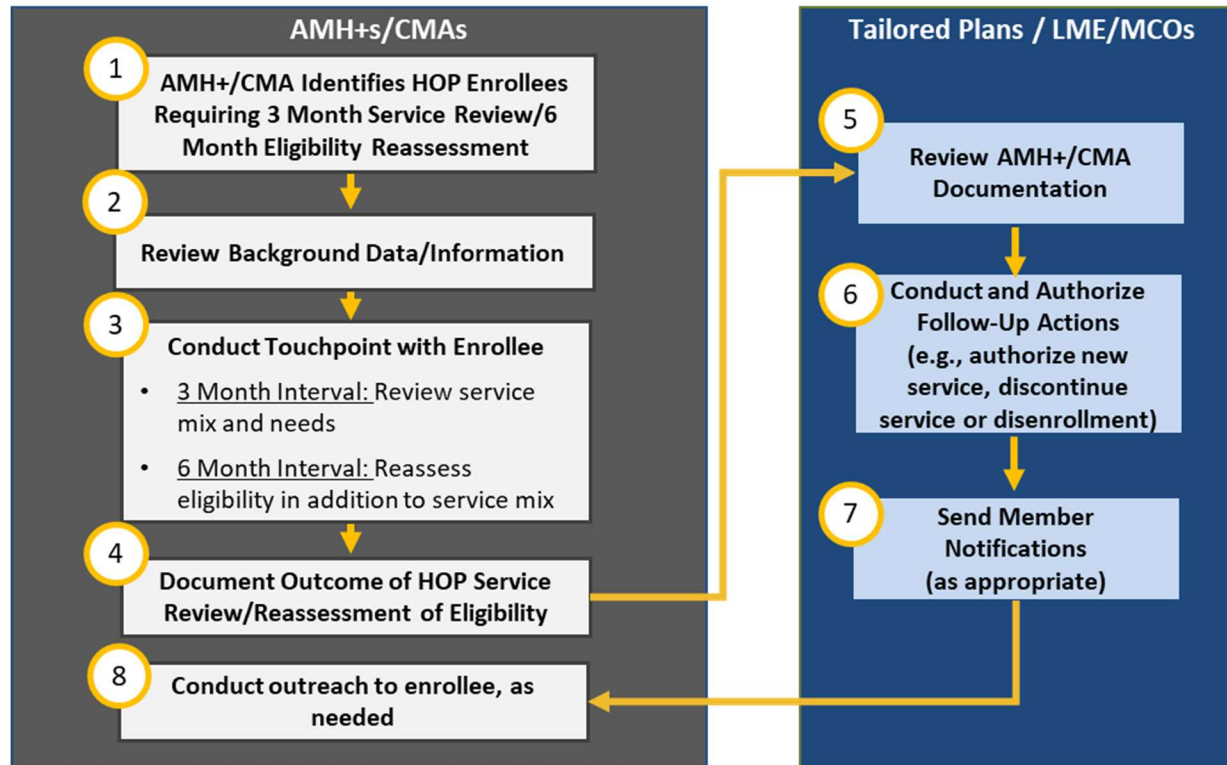 AMH+s/CMAs
1
AMH+/CMA Identifies HOP Enrollees
Requiring 3 Month Service Review/6
Month Eligibility Reassessment
2
Review Background Data/Information
3
Conduct Touchpoint with Enrollee
• 3 Month Interval: Review service
mix and needs
• 6 Month Interval: Reassess
eligibility in addition to service mix
4
Document Outcome of HOP Service
Review/Reassessment of Eligibility
Tailored Plans / LME/MCOs
5
Review AMH+/CMA
Documentation
6
Conduct and Authorize
Follow-Up Actions
(e.g., authorize new
service, discontinue
service or disenrollment)
7
Send Member
Notifications
(as appropriate)
8
Conduct outreach to enrollee, as
needed